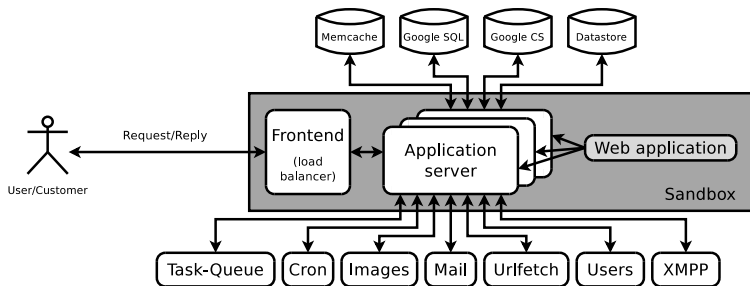 Memcache
Google SQL
Google CS
Datastore
Request/Reply
Frontend
(load
balancer)
Application
server
Web application
User/Customer
Sandbox
Task-Queue
Cron
Images
Mail
Urlfetch
Users
XMPP